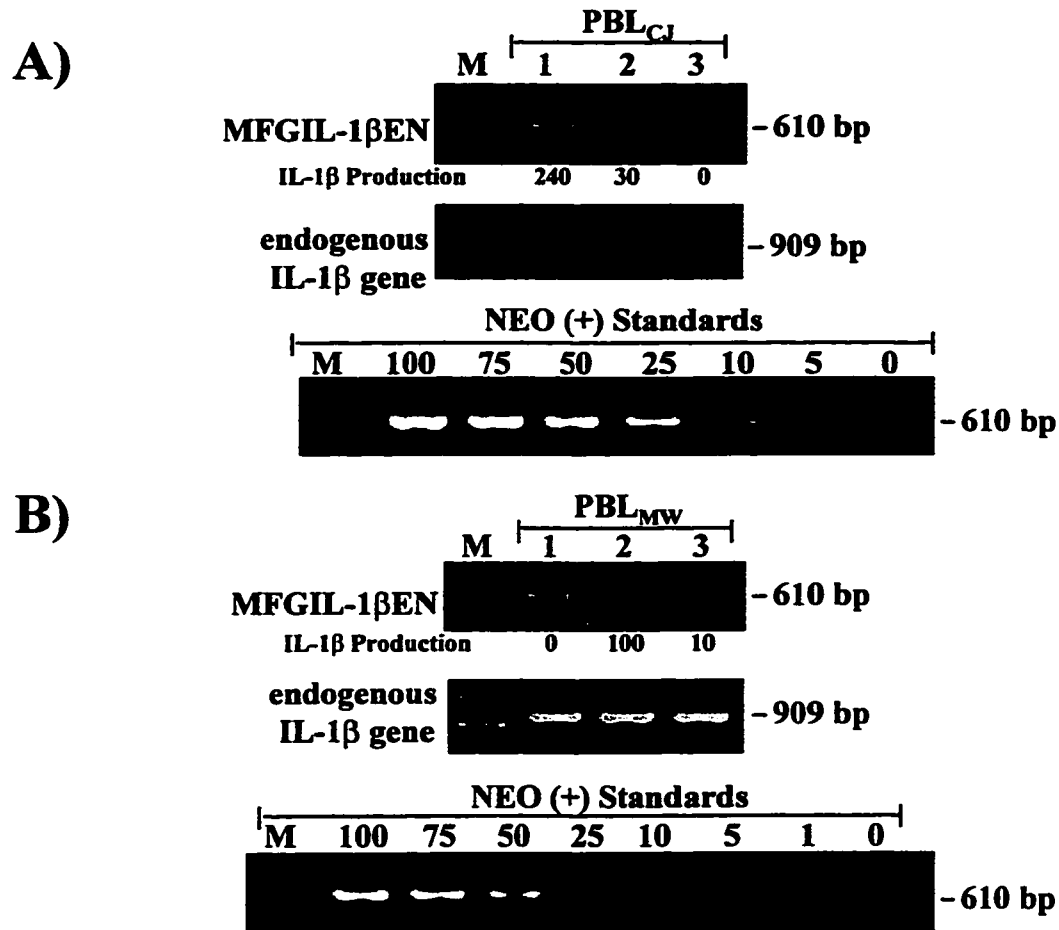 A)
PBL_CJ
M 1 2 3
MFGIL-1βEN
-610 bp
IL-1β Production 240 30 0
endogenous
IL-1β gene
-909 bp
NEO (+) Standards
M 100 75 50 25 10 5 0
-610 bp
B)
PBL_MW
M 1 2 3
MFGIL-1βEN
-610 bp
IL-1β Production 0 100 10
endogenous
IL-1β gene
-909 bp
NEO (+) Standards
M 100 75 50 25 10 5 1 0
-610 bp